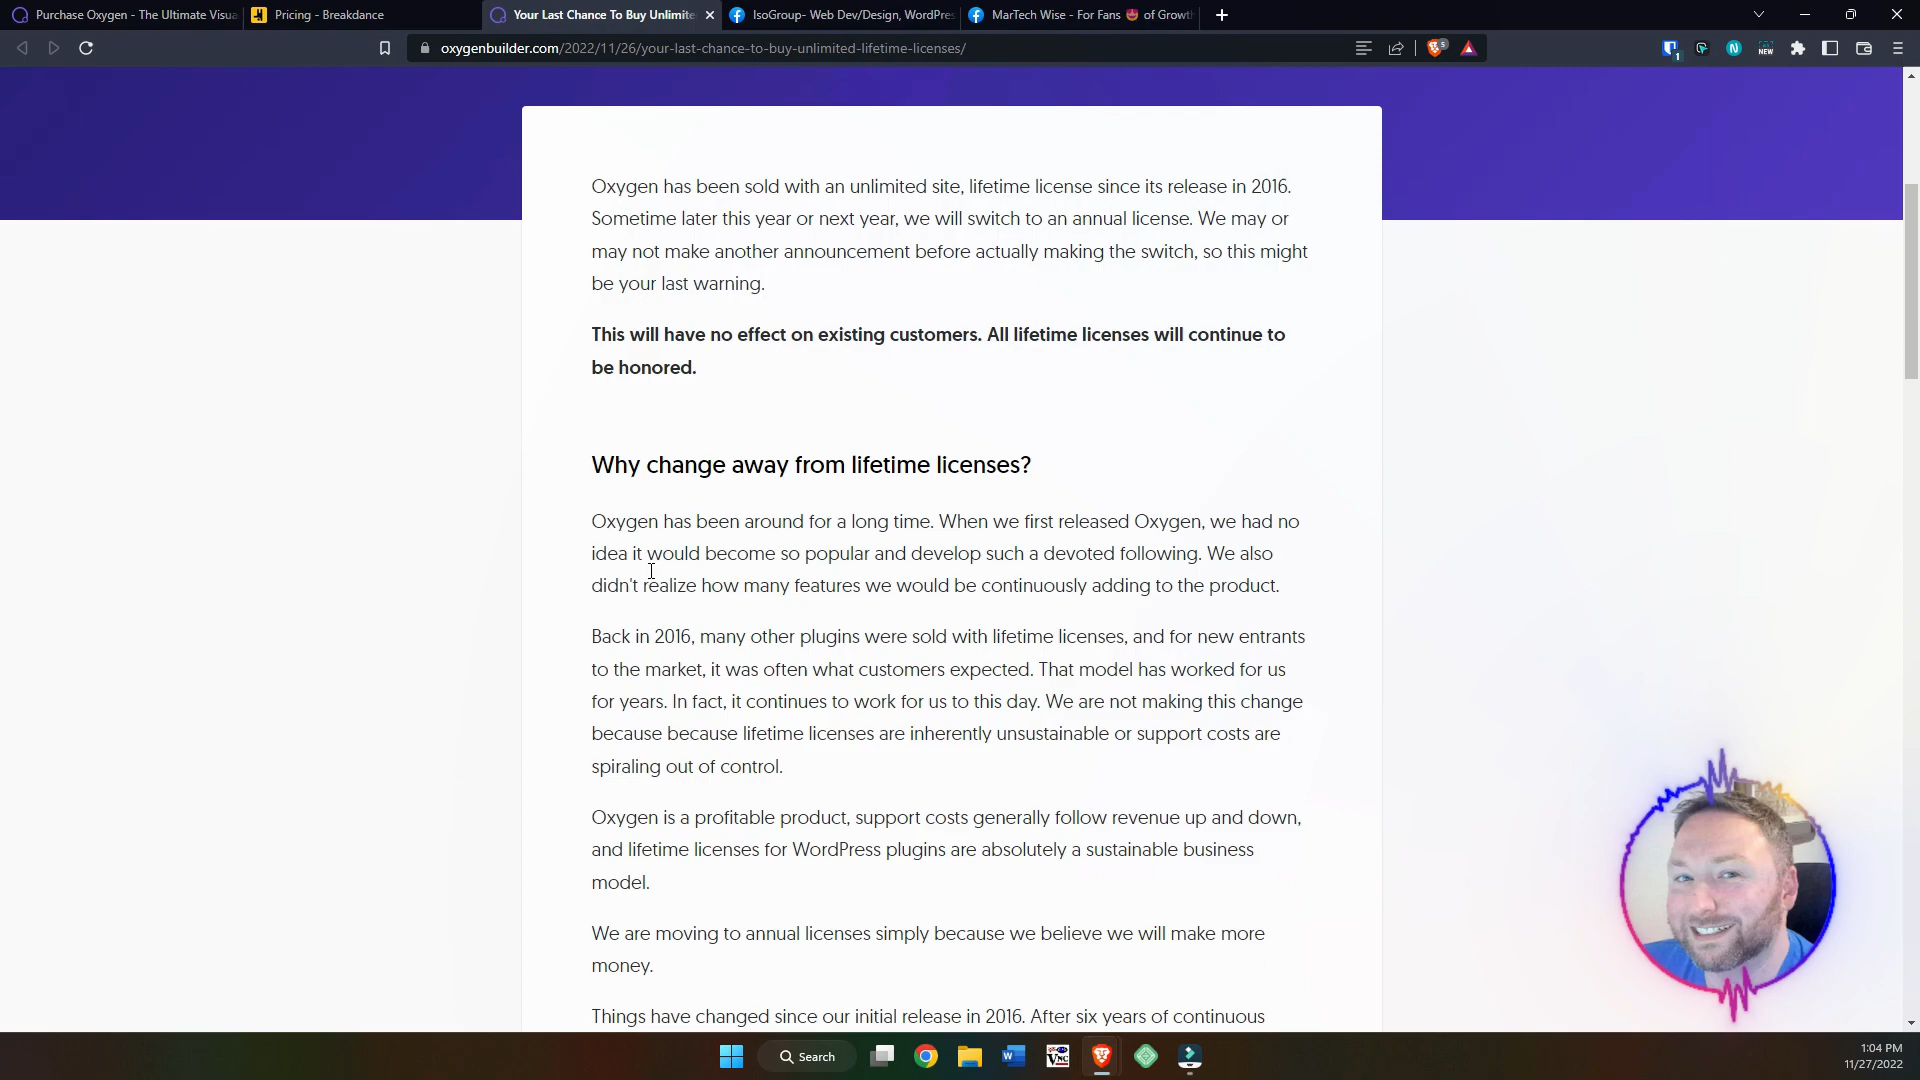 Purchase Oxygen - The Ultimate Visua
Pricing - Breakdance
Your Last Chance To Buy Unlimite
IsoGroup- Web Dev/Design, WordPres
MarTech Wise - For Fans 😍 of Growt
oxygenbuilder.com/2022/11/26/your-last-chance-to-buy-unlimited-lifetime-licenses/
5
1
N
NEW
Oxygen has been sold with an unlimited site, lifetime license since its release in 2016.
Sometime later this year or next year, we will switch to an annual license. We may or
may not make another announcement before actually making the switch, so this might
be your last warning.
This will have no effect on existing customers. All lifetime licenses will continue to
be honored.
Why change away from lifetime licenses?
Oxygen has been around for a long time. When we first released Oxygen, we had no
idea it would become so popular and develop such a devoted following. We also
didn't realize how many features we would be continuously adding to the product.
Back in 2016, many other plugins were sold with lifetime licenses, and for new entrants
to the market, it was often what customers expected. That model has worked for us
for years. In fact, it continues to work for us to this day. We are not making this change
because because lifetime licenses are inherently unsustainable or support costs are
spiraling out of control.
Oxygen is a profitable product, support costs generally follow revenue up and down,
and lifetime licenses for WordPress plugins are absolutely a sustainable business
model.
We are moving to annual licenses simply because we believe we will make more
money.
Things have changed since our initial release in 2016. After six years of continuous
Search
W
VNC
1:04 PM
11/27/2022